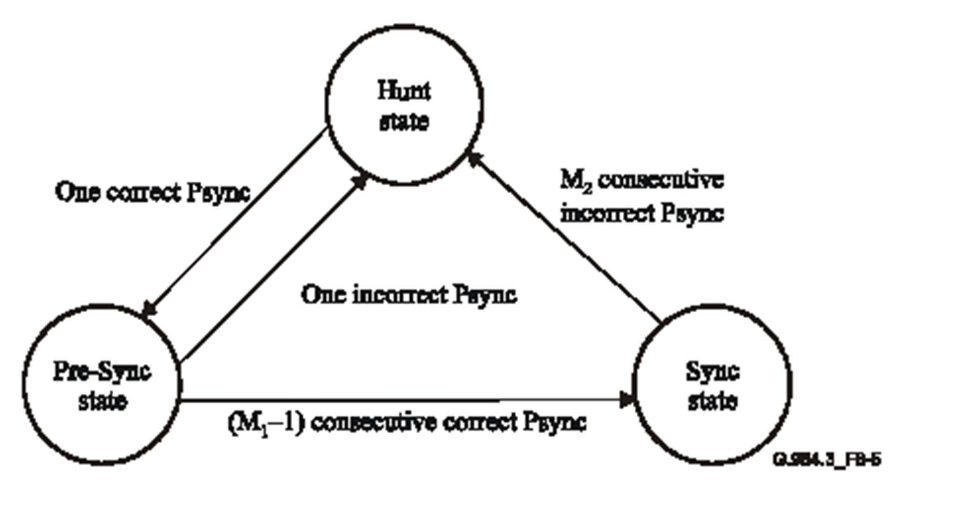 Hunt
state
One correct Psync
M₂ consecutive
incorrect Psync
One incorrect Psync
Pre-Sync
state
Sync
state
(M₁–1) consecutive correct Psync
G.984.3_F8-5